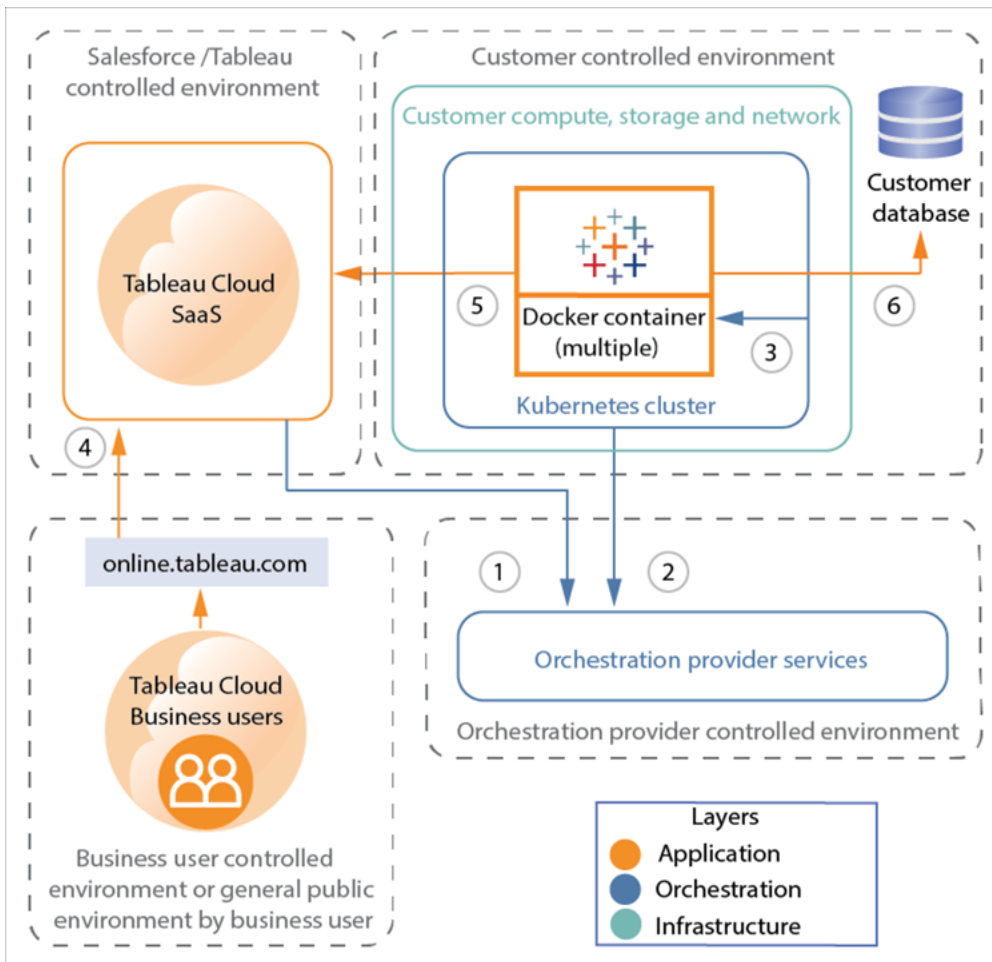 Salesforce /Tableau
controlled environment
Customer controlled environment
Customer compute, storage and network
Customer
database
Tableau Cloud
SaaS
5
Docker container
(multiple)
3
6
Kubernetes cluster
4
online.tableau.com
1
2
Tableau Cloud
Business users
Orchestration provider services
Orchestration provider controlled environment
Business user controlled
environment or general public
environment by business user
Layers
Application
Orchestration
Infrastructure